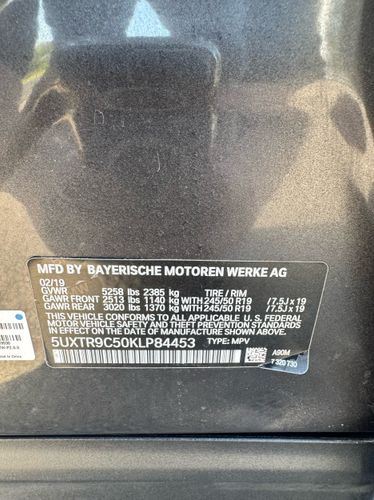 MFD BY BAYERISCHE MOTOREN WERKE AG
02/19
GVWR 5258 lbs 2385 kg TIRE / RIM
GAWR FRONT 2513 lbs 1140 kg WITH 245/50 R19 / 7.5J x 19
GAWR REAR 3020 lbs 1370 kg WITH 245/50 R19 / 7.5J x 19
THIS VEHICLE CONFORMS TO ALL APPLICABLE U. S. FEDERAL
MOTOR VEHICLE SAFETY AND THEFT PREVENTION STANDARDS
IN EFFECT ON THE DATE OF MANUFACTURE SHOWN ABOVE.
5UXTR9C50KLP84453 TYPE: MPV
A90M
T 320 730